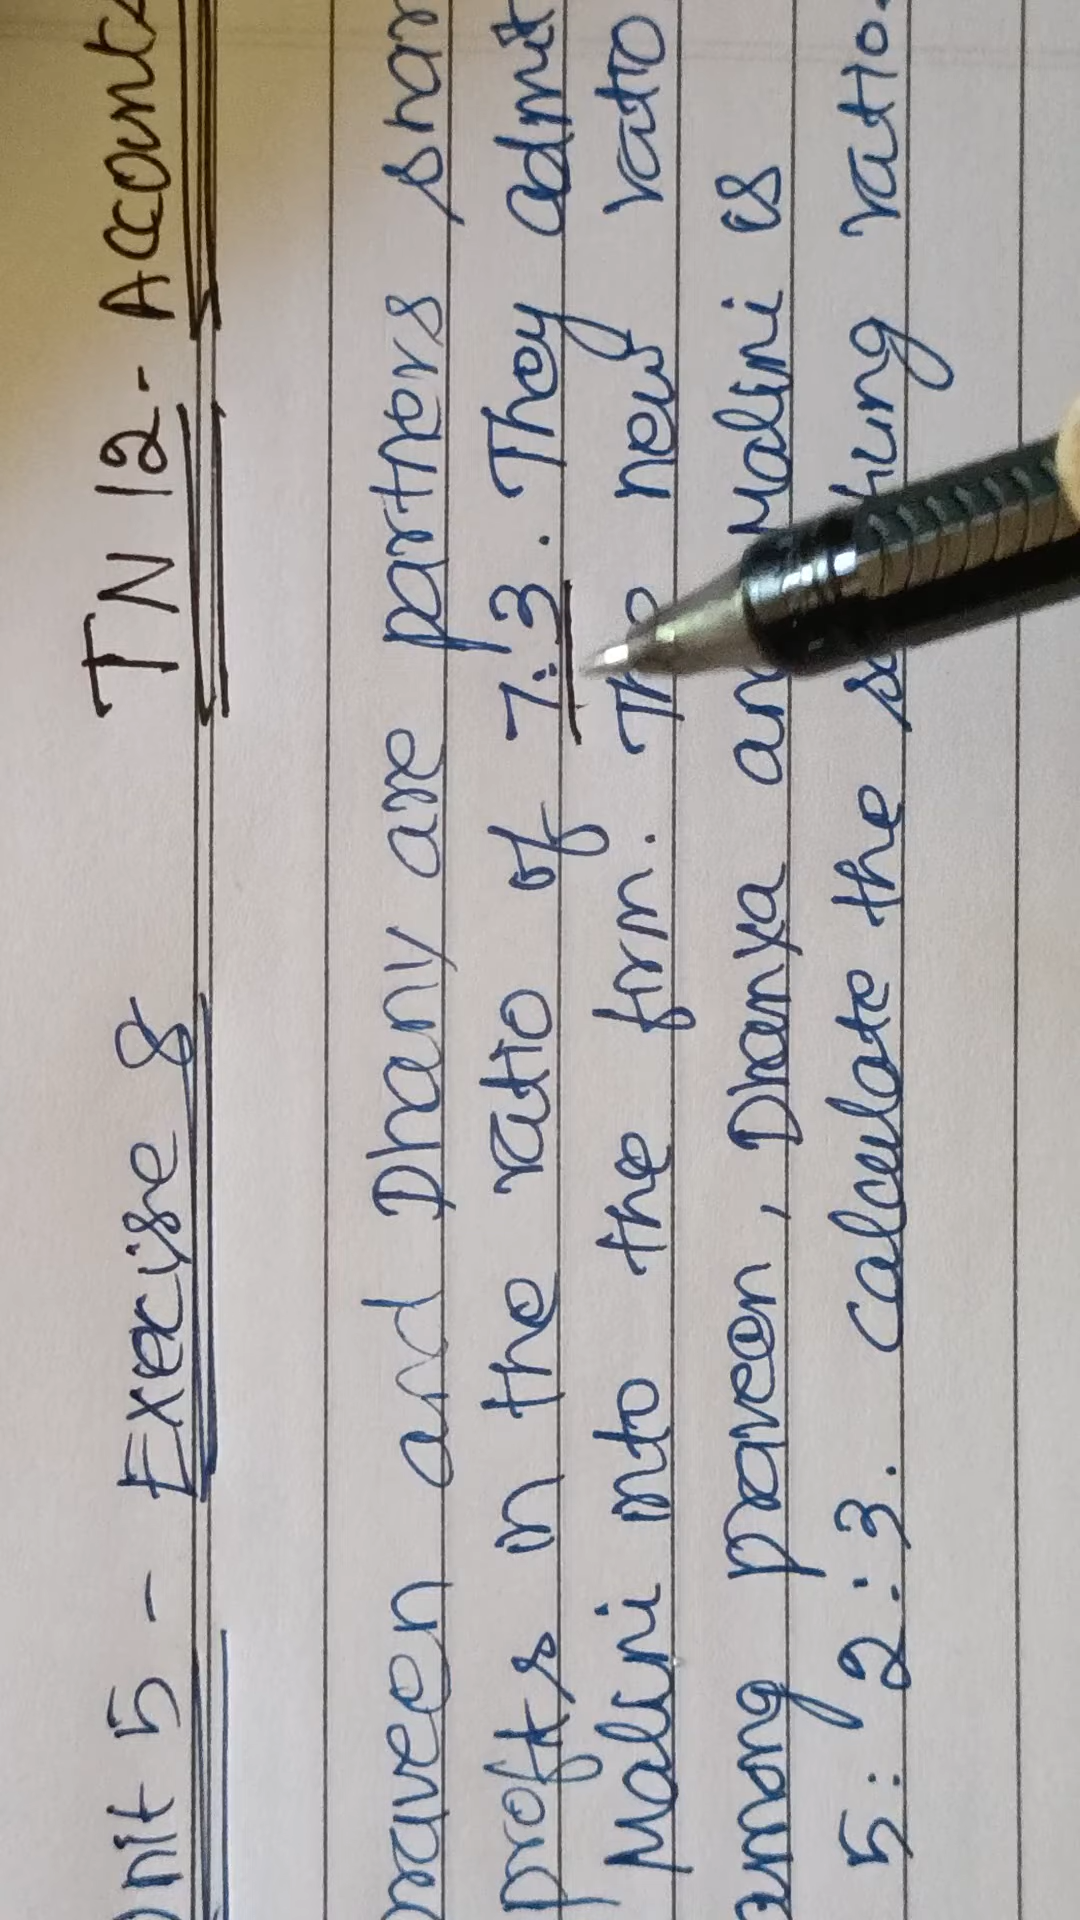 Unit 5 - Exercise 8 TN 12 - Accounts
Praveen and Dhany are partners
profits in the ratio of 7:3. They admit
Malini into the firm. The new ratio
among praveen, Dhanya and Malini is
5:2:3. calculate the ratio.